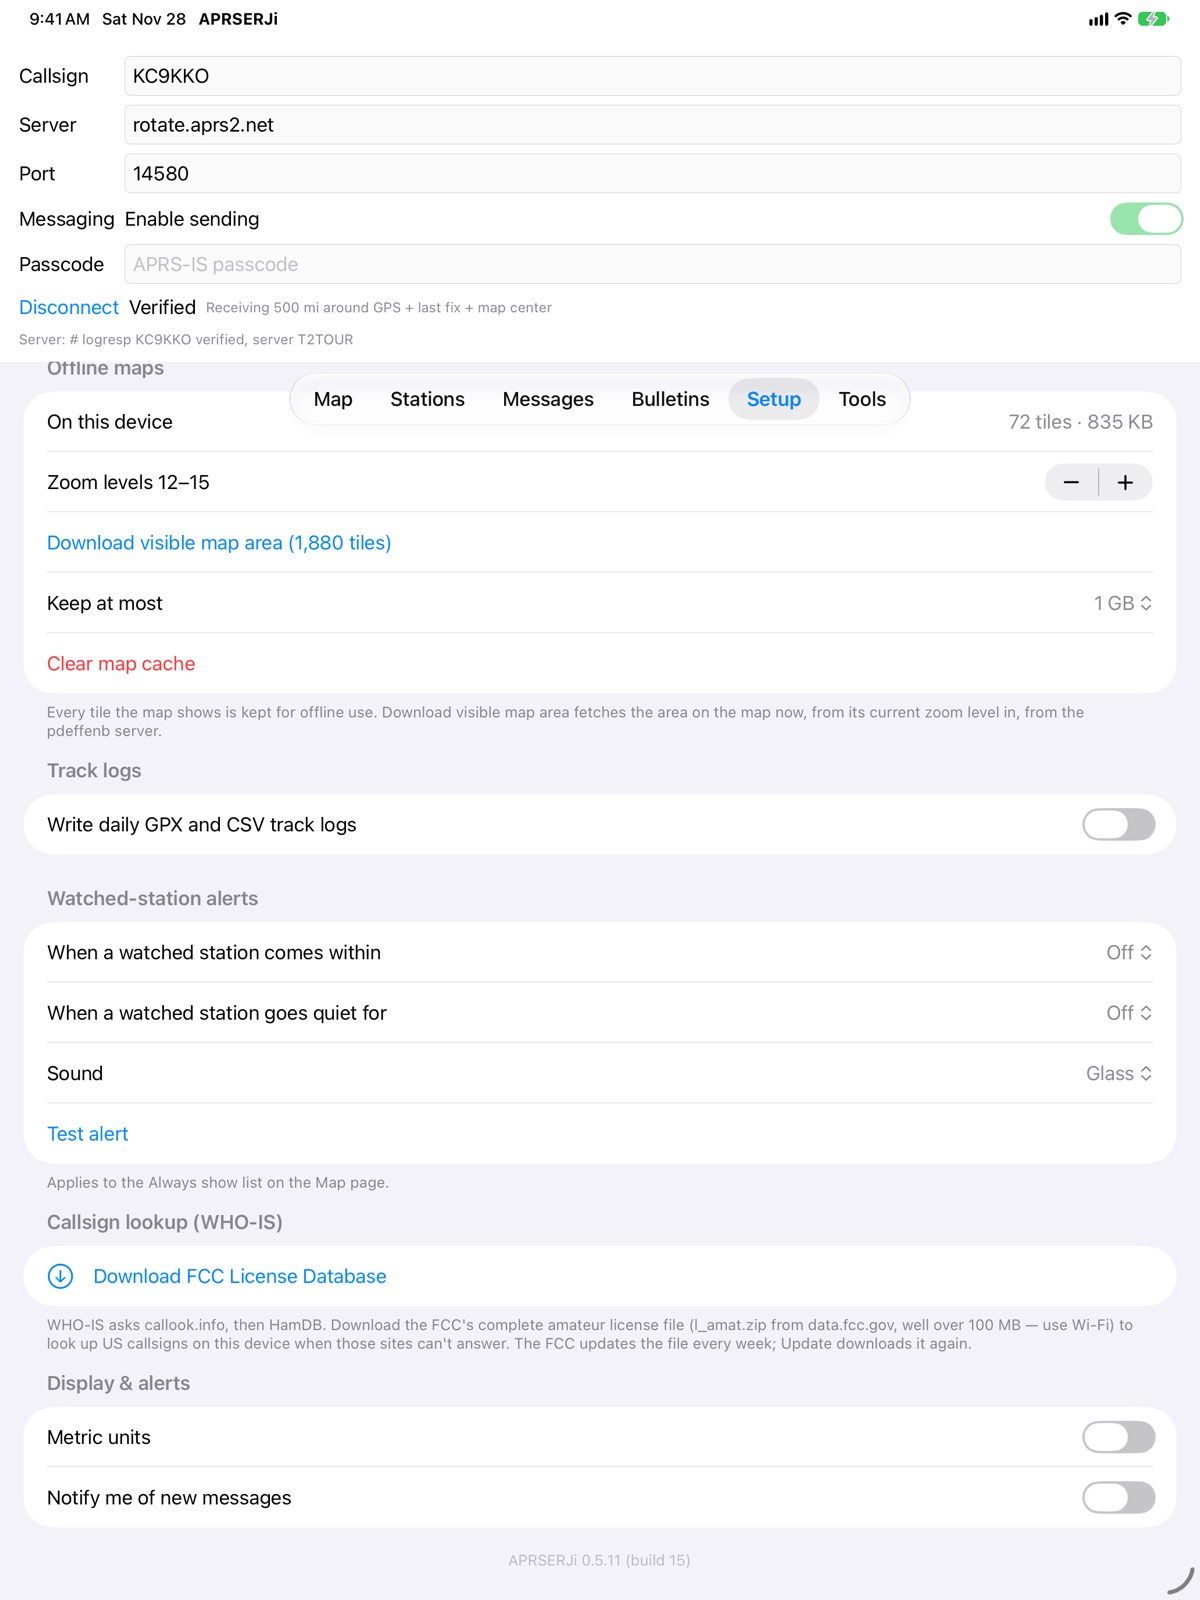 9:41 AM Sat Nov 28 APRSERJi
Callsign KC9KKO
Server rotate.aprs2.net
Port 14580
Messaging Enable sending
Passcode APRS-IS passcode
Disconnect Verified Receiving 500 mi around GPS + last fix + map center
Server: # logresp KC9KKO verified, server T2TOUR
Offline maps
Map Stations Messages Bulletins Setup Tools
On this device 72 tiles · 835 KB
Zoom levels 12–15 − +
Download visible map area (1,880 tiles)
Keep at most 1 GB
Clear map cache
Every tile the map shows is kept for offline use. Download visible map area fetches the area on the map now, from its current zoom level in, from the
pdeffenb server.
Track logs
Write daily GPX and CSV track logs
Watched-station alerts
When a watched station comes within Off
When a watched station goes quiet for Off
Sound Glass
Test alert
Applies to the Always show list on the Map page.
Callsign lookup (WHO-IS)
Download FCC License Database
WHO-IS asks callook.info, then HamDB. Download the FCC's complete amateur license file (l_amat.zip from data.fcc.gov, well over 100 MB — use Wi-Fi) to
look up US callsigns on this device when those sites can't answer. The FCC updates the file every week; Update downloads it again.
Display & alerts
Metric units
Notify me of new messages
APRSERJi 0.5.11 (build 15)